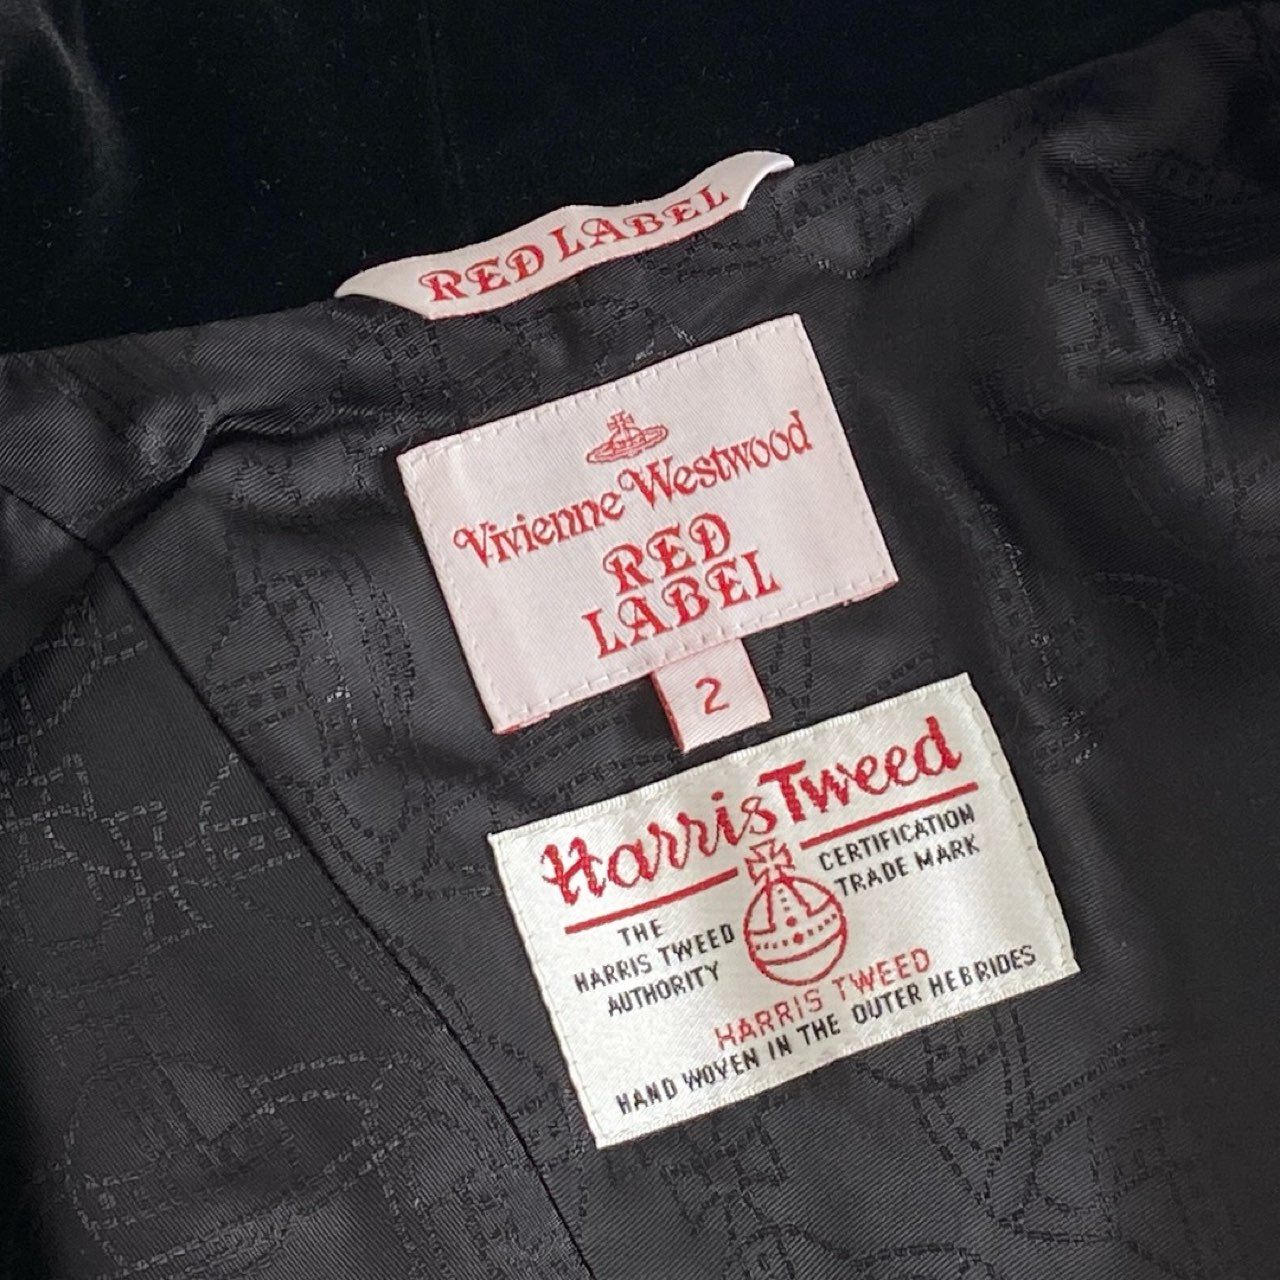 RED LABEL
Vivienne Westwood
RED
LABEL
2
Harris Tweed
THE
HARRIS TWEED
AUTHORITY
CERTIFICATION
TRADE MARK
HARRIS TWEED
HAND WOVEN IN THE OUTER HEBRIDES